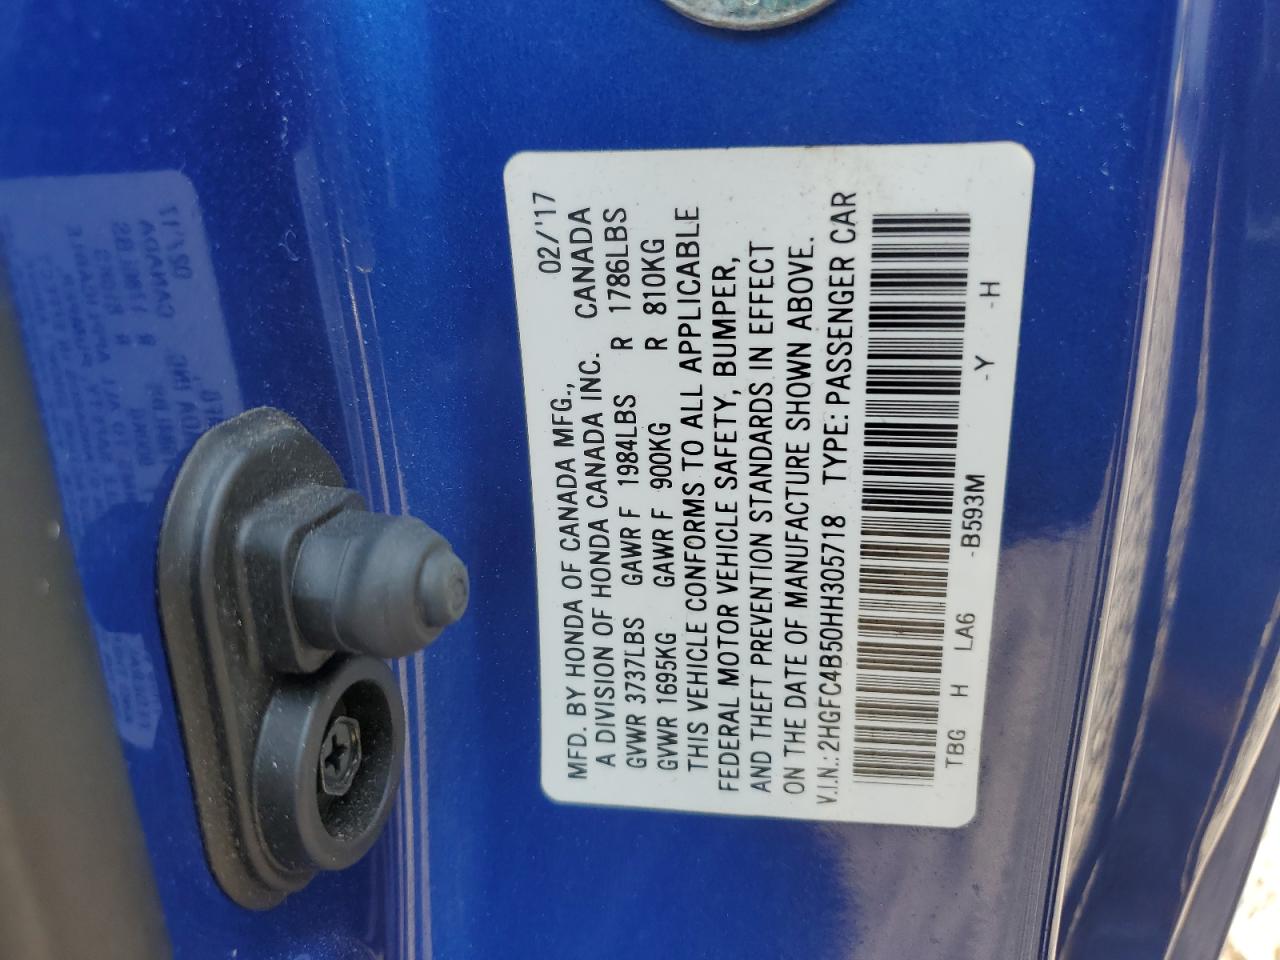 MFD. BY HONDA OF CANADA MFG., 02/'17
A DIVISION OF HONDA CANADA INC. CANADA
GVWR 3737LBS GAWR F 1984LBS R 1786LBS
GVWR 1695KG GAWR F 900KG R 810KG
THIS VEHICLE CONFORMS TO ALL APPLICABLE
FEDERAL MOTOR VEHICLE SAFETY, BUMPER,
AND THEFT PREVENTION STANDARDS IN EFFECT
ON THE DATE OF MANUFACTURE SHOWN ABOVE.
V.I.N.: 2HGFC4B50HH305718 TYPE: PASSENGER CAR
TBG H LA6 -B593M -Y -H